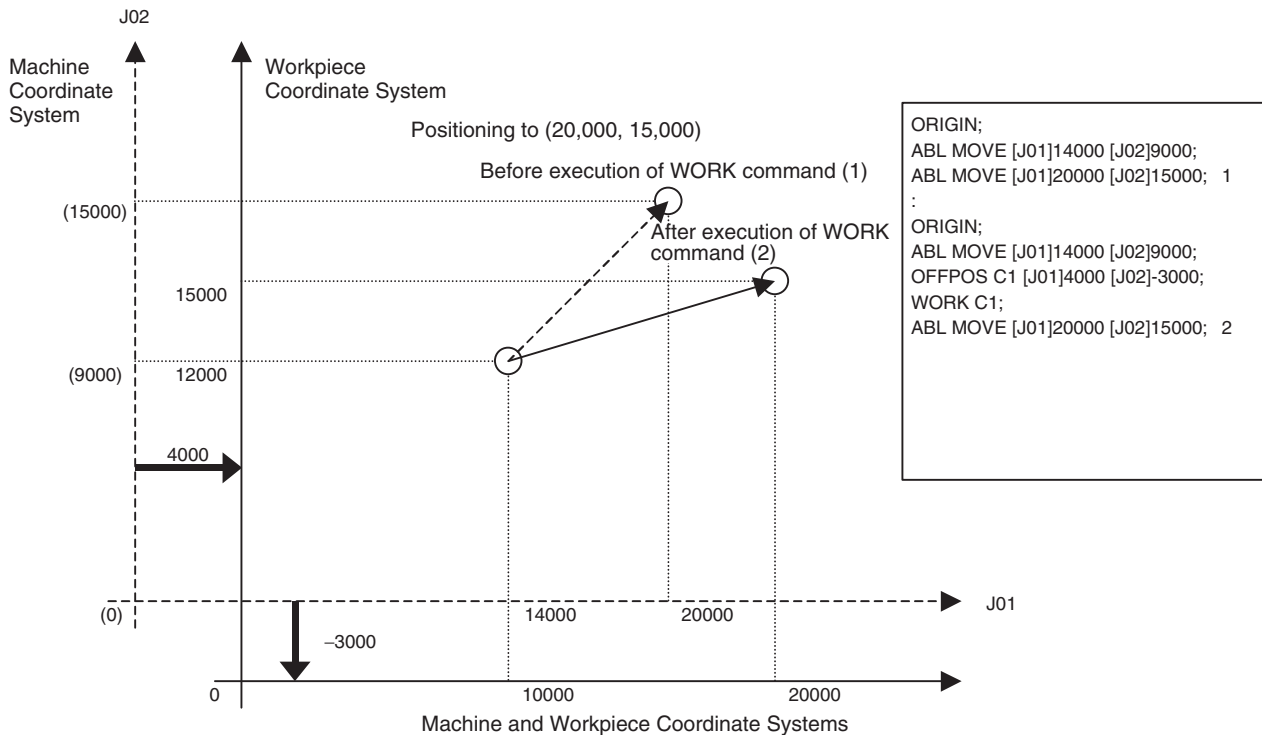 J02
Machine
Coordinate
System
Workpiece
Coordinate System
Positioning to (20,000, 15,000)
Before execution of WORK command (1)
(15000)
After execution of WORK
command (2)
15000
(9000)
12000
4000
(0)
14000
20000
J01
–3000
0
10000
20000
Machine and Workpiece Coordinate Systems
ORIGIN;
ABL MOVE [J01]14000 [J02]9000;
ABL MOVE [J01]20000 [J02]15000; 1
:
ORIGIN;
ABL MOVE [J01]14000 [J02]9000;
OFFPOS C1 [J01]4000 [J02]-3000;
WORK C1;
ABL MOVE [J01]20000 [J02]15000; 2